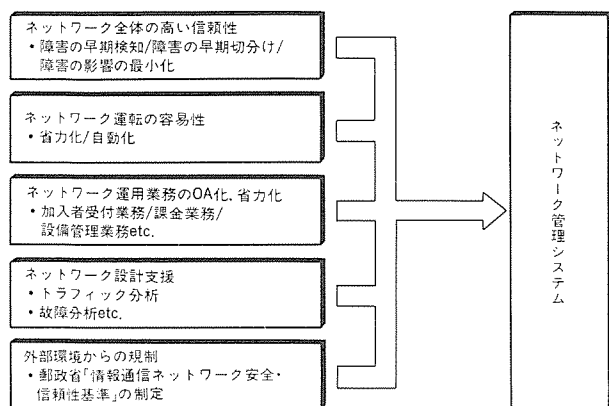 ネットワーク全体の高い信頼性
・障害の早期検知/障害の早期切分け/
障害の影響の最小化
ネットワーク運転の容易性
・省力化/自動化
ネットワーク運用業務のOA化、省力化
・加入者受付業務/課金業務/
設備管理業務etc.
ネットワーク設計支援
・トラフィック分析
・故障分析etc.
外部環境からの規制
・郵政省「情報通信ネットワーク安全・
信頼性基準」の制定
ネットワーク管理システム